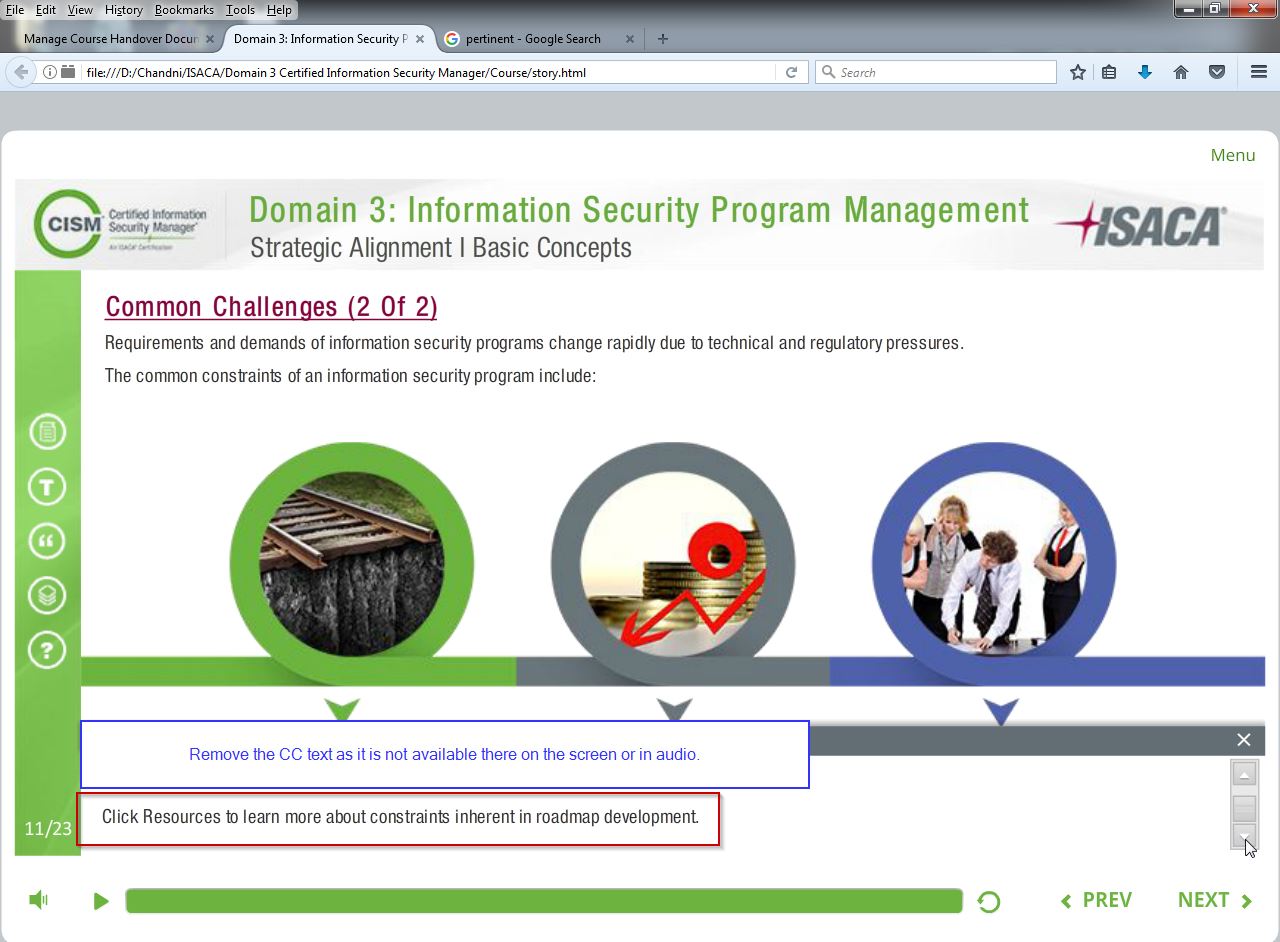 File Edit View History Bookmarks Tools Help
Manage Course Handover Docun
Domain 3: Information Security P
pertinent - Google Search
file:///D:/Chandni/ISACA/Domain 3 Certified Information Security Manager/Course/story.html
Search
Menu
CISM
Certified Information
Security Manager
An ISACA Certification
Domain 3: Information Security Program Management
Strategic Alignment I Basic Concepts
ISACA
Common Challenges (2 Of 2)
Requirements and demands of information security programs change rapidly due to technical and regulatory pressures.
The common constraints of an information security program include:
T
?
Remove the CC text as it is not available there on the screen or in audio.
Click Resources to learn more about constraints inherent in roadmap development.
11/23
PREV
NEXT